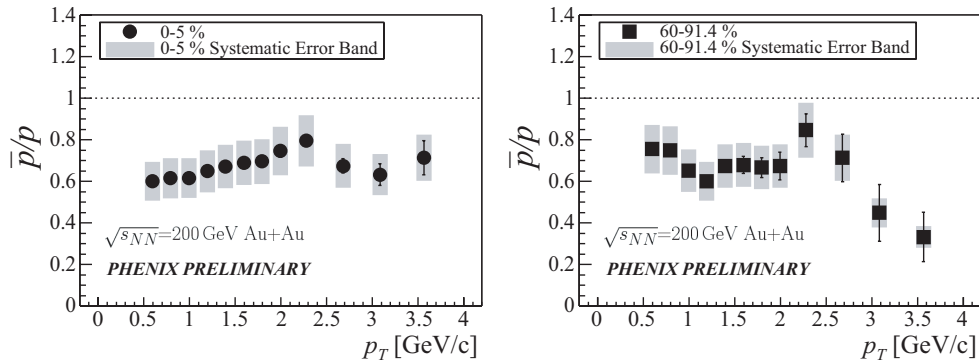 1.4
1.2
1
0.8
0.6
0.4
0.2
0
p̅/p
0-5 %
0-5 % Systematic Error Band
√sNN=200 GeV Au+Au
PHENIX PRELIMINARY
0 0.5 1 1.5 2 2.5 3 3.5 4
pT [GeV/c]
1.4
1.2
1
0.8
0.6
0.4
0.2
0
p̅/p
60-91.4 %
60-91.4 % Systematic Error Band
√sNN=200 GeV Au+Au
PHENIX PRELIMINARY
0 0.5 1 1.5 2 2.5 3 3.5 4
pT [GeV/c]